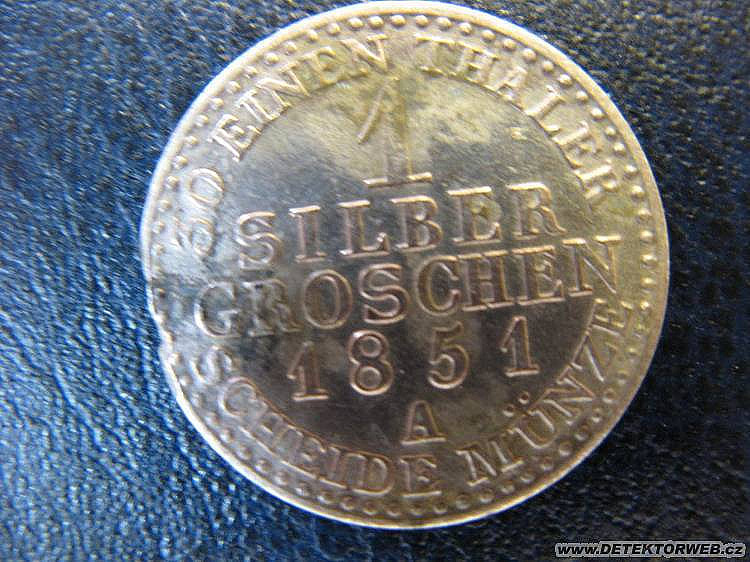 30 EINEN THALER
1
SILBER
GROSCHEN
1851
A
SCHEIDE MÜNZE
www.DETEKTORWEB.cz